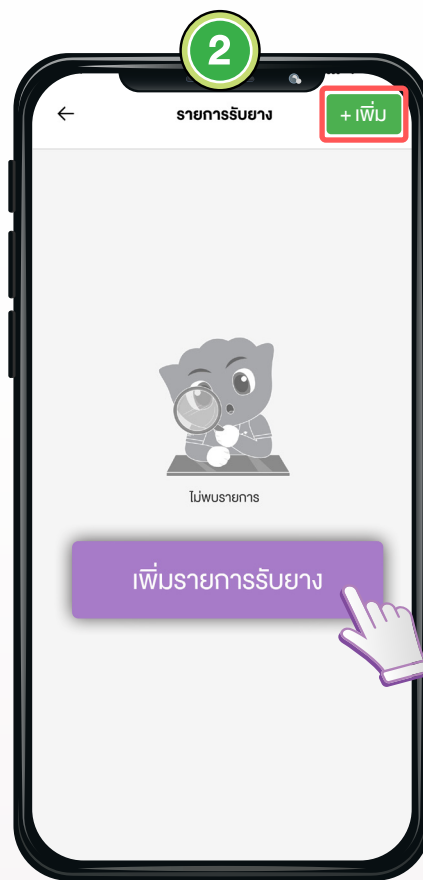 2
← รายการรับยาง
+ เพิ่ม
ไม่พบรายการ
เพิ่มรายการรับยาง